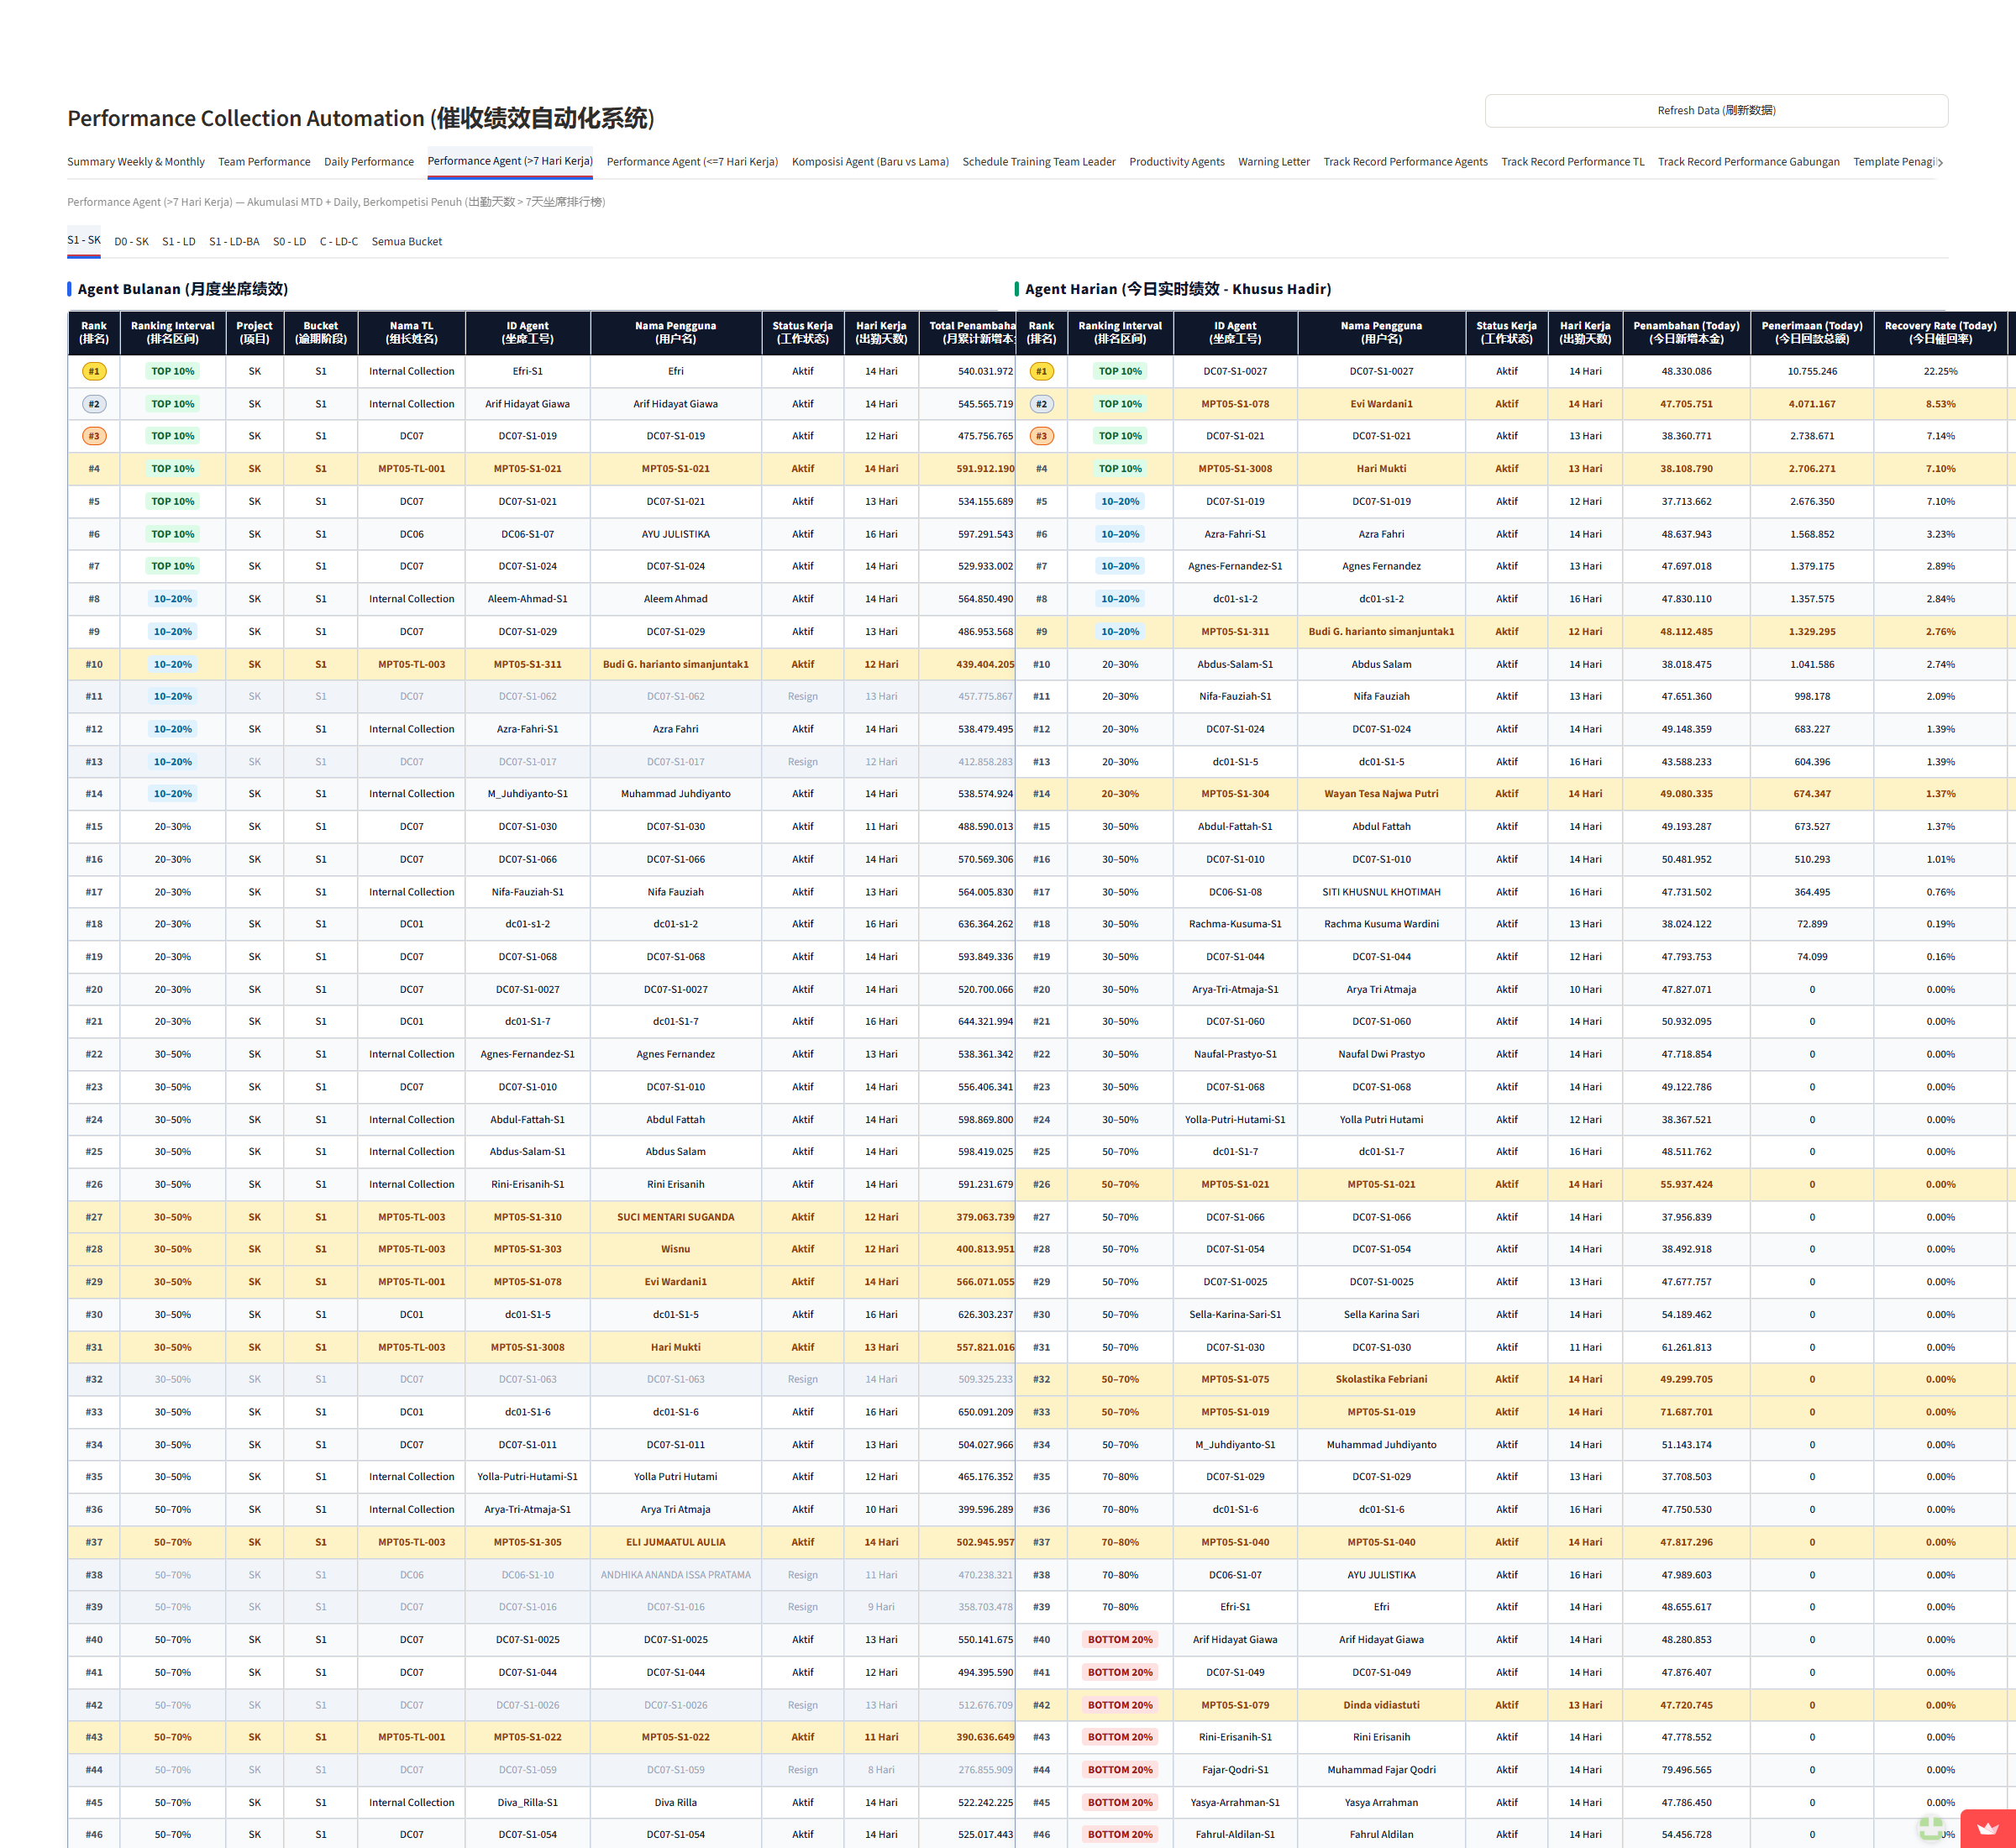 Performance Collection Automation (催收绩效自动化系统)
Refresh Data (刷新数据)
Summary Weekly & Monthly Team Performance Daily Performance Performance Agent (>7 Hari Kerja) Performance Agent (<=7 Hari Kerja) Komposisi Agent (Baru vs Lama) Schedule Training Team Leader Productivity Agents Warning Letter Track Record Performance Agents Track Record Performance TL Track Record Performance Gabungan Template Penagi
Performance Agent (>7 Hari Kerja) — Akumulasi MTD + Daily, Berkompetisi Penuh (出勤天数 > 7天坐席排行榜)
S1 - SK D0 - SK S1 - LD S1 - LD-BA S0 - LD C - LD-C Semua Bucket
Agent Bulanan (月度坐席绩效)
Rank Ranking Interval Project Bucket Nama TL ID Agent Nama Pengguna Status Kerja Hari Kerja Total Penambaha
(排名) (排名区间) (项目) (逾期阶段) (组长姓名) (坐席工号) (用户名) (工作状态) (出勤天数) (月累计新增本
#1 TOP 10% SK S1 Internal Collection Efri-S1 Efri Aktif 14 Hari 540.031.972
#2 TOP 10% SK S1 Internal Collection Arif Hidayat Giawa Arif Hidayat Giawa Aktif 14 Hari 545.565.719
#3 TOP 10% SK S1 DC07 DC07-S1-019 DC07-S1-019 Aktif 12 Hari 475.756.765
#4 TOP 10% SK S1 MPT05-TL-001 MPT05-S1-021 MPT05-S1-021 Aktif 14 Hari 591.912.190
#5 TOP 10% SK S1 DC07 DC07-S1-021 DC07-S1-021 Aktif 13 Hari 534.155.689
#6 TOP 10% SK S1 DC06 DC06-S1-07 AYU JULISTIKA Aktif 16 Hari 597.291.543
#7 TOP 10% SK S1 DC07 DC07-S1-024 DC07-S1-024 Aktif 14 Hari 529.933.002
#8 10–20% SK S1 Internal Collection Aleem-Ahmad-S1 Aleem Ahmad Aktif 14 Hari 564.850.490
#9 10–20% SK S1 DC07 DC07-S1-029 DC07-S1-029 Aktif 13 Hari 486.953.568
#10 10–20% SK S1 MPT05-TL-003 MPT05-S1-311 Budi G. harianto simanjuntak1 Aktif 12 Hari 439.404.205
#11 10–20% SK S1 DC07 DC07-S1-062 DC07-S1-062 Resign 13 Hari 457.775.867
#12 10–20% SK S1 Internal Collection Azra-Fahri-S1 Azra Fahri Aktif 14 Hari 538.479.495
#13 10–20% SK S1 DC07 DC07-S1-017 DC07-S1-017 Resign 12 Hari 412.858.283
#14 10–20% SK S1 Internal Collection M_Juhdiyanto-S1 Muhammad Juhdiyanto Aktif 14 Hari 538.574.924
#15 20–30% SK S1 DC07 DC07-S1-030 DC07-S1-030 Aktif 11 Hari 488.590.013
#16 20–30% SK S1 DC07 DC07-S1-066 DC07-S1-066 Aktif 14 Hari 570.569.306
#17 20–30% SK S1 Internal Collection Nifa-Fauziah-S1 Nifa Fauziah Aktif 13 Hari 564.005.830
#18 20–30% SK S1 DC01 dc01-s1-2 dc01-s1-2 Aktif 16 Hari 636.364.262
#19 20–30% SK S1 DC07 DC07-S1-068 DC07-S1-068 Aktif 14 Hari 593.849.336
#20 20–30% SK S1 DC07 DC07-S1-0027 DC07-S1-0027 Aktif 14 Hari 520.700.066
#21 20–30% SK S1 DC01 dc01-S1-7 dc01-S1-7 Aktif 16 Hari 644.321.994
#22 30–50% SK S1 Internal Collection Agnes-Fernandez-S1 Agnes Fernandez Aktif 13 Hari 538.361.342
#23 30–50% SK S1 DC07 DC07-S1-010 DC07-S1-010 Aktif 14 Hari 556.406.341
#24 30–50% SK S1 Internal Collection Abdul-Fattah-S1 Abdul Fattah Aktif 14 Hari 598.869.800
#25 30–50% SK S1 Internal Collection Abdus-Salam-S1 Abdus Salam Aktif 14 Hari 598.419.025
#26 30–50% SK S1 Internal Collection Rini-Erisanih-S1 Rini Erisanih Aktif 14 Hari 591.231.679
#27 30–50% SK S1 MPT05-TL-003 MPT05-S1-310 SUCI MENTARI SUGANDA Aktif 12 Hari 379.063.739
#28 30–50% SK S1 MPT05-TL-003 MPT05-S1-303 Wisnu Aktif 12 Hari 400.813.951
#29 30–50% SK S1 MPT05-TL-001 MPT05-S1-078 Evi Wardani1 Aktif 14 Hari 566.071.055
#30 30–50% SK S1 DC01 dc01-S1-5 dc01-S1-5 Aktif 16 Hari 626.303.237
#31 30–50% SK S1 MPT05-TL-003 MPT05-S1-3008 Hari Mukti Aktif 13 Hari 557.821.016
#32 30–50% SK S1 DC07 DC07-S1-063 DC07-S1-063 Resign 14 Hari 509.325.233
#33 30–50% SK S1 DC01 dc01-S1-6 dc01-S1-6 Aktif 16 Hari 650.091.209
#34 30–50% SK S1 DC07 DC07-S1-011 DC07-S1-011 Aktif 13 Hari 504.027.966
#35 30–50% SK S1 Internal Collection Yolla-Putri-Hutami-S1 Yolla Putri Hutami Aktif 12 Hari 465.176.352
#36 50–70% SK S1 Internal Collection Arya-Tri-Atmaja-S1 Arya Tri Atmaja Aktif 10 Hari 399.596.289
#37 50–70% SK S1 MPT05-TL-003 MPT05-S1-305 ELI JUMAATUL AULIA Aktif 14 Hari 502.945.957
#38 50–70% SK S1 DC06 DC06-S1-10 ANDHIKA ANANDA ISSA PRATAMA Resign 11 Hari 470.238.321
#39 50–70% SK S1 DC07 DC07-S1-016 DC07-S1-016 Resign 9 Hari 358.703.478
#40 50–70% SK S1 DC07 DC07-S1-0025 DC07-S1-0025 Aktif 13 Hari 550.141.675
#41 50–70% SK S1 DC07 DC07-S1-044 DC07-S1-044 Aktif 12 Hari 494.395.590
#42 50–70% SK S1 DC07 DC07-S1-0026 DC07-S1-0026 Resign 13 Hari 512.676.709
#43 50–70% SK S1 MPT05-TL-001 MPT05-S1-022 MPT05-S1-022 Aktif 11 Hari 390.636.649
#44 50–70% SK S1 DC07 DC07-S1-059 DC07-S1-059 Resign 8 Hari 276.855.909
#45 50–70% SK S1 Internal Collection Diva_Rilla-S1 Diva Rilla Aktif 14 Hari 522.242.225
#46 50–70% SK S1 DC07 DC07-S1-054 DC07-S1-054 Aktif 14 Hari 525.017.443
Agent Harian (今日实时绩效 - Khusus Hadir)
Rank Ranking Interval ID Agent Nama Pengguna Status Kerja Hari Kerja Penambahan (Today) Penerimaan (Today) Recovery Rate (Today)
(排名) (排名区间) (坐席工号) (用户名) (工作状态) (出勤天数) (今日新增本金) (今日回款总额) (今日催回率)
#1 TOP 10% DC07-S1-0027 DC07-S1-0027 Aktif 14 Hari 48.330.086 10.755.246 22.25%
#2 TOP 10% MPT05-S1-078 Evi Wardani1 Aktif 14 Hari 47.705.751 4.071.167 8.53%
#3 TOP 10% DC07-S1-021 DC07-S1-021 Aktif 13 Hari 38.360.771 2.738.671 7.14%
#4 TOP 10% MPT05-S1-3008 Hari Mukti Aktif 13 Hari 38.108.790 2.706.271 7.10%
#5 10–20% DC07-S1-019 DC07-S1-019 Aktif 12 Hari 37.713.662 2.676.350 7.10%
#6 10–20% Azra-Fahri-S1 Azra Fahri Aktif 14 Hari 48.637.943 1.568.852 3.23%
#7 10–20% Agnes-Fernandez-S1 Agnes Fernandez Aktif 13 Hari 47.697.018 1.379.175 2.89%
#8 10–20% dc01-s1-2 dc01-s1-2 Aktif 16 Hari 47.830.110 1.357.575 2.84%
#9 10–20% MPT05-S1-311 Budi G. harianto simanjuntak1 Aktif 12 Hari 48.112.485 1.329.295 2.76%
#10 20–30% Abdus-Salam-S1 Abdus Salam Aktif 14 Hari 38.018.475 1.041.586 2.74%
#11 20–30% Nifa-Fauziah-S1 Nifa Fauziah Aktif 13 Hari 47.651.360 998.178 2.09%
#12 20–30% DC07-S1-024 DC07-S1-024 Aktif 14 Hari 49.148.359 683.227 1.39%
#13 20–30% dc01-S1-5 dc01-S1-5 Aktif 16 Hari 43.588.233 604.396 1.39%
#14 20–30% MPT05-S1-304 Wayan Tesa Najwa Putri Aktif 14 Hari 49.080.335 674.347 1.37%
#15 30–50% Abdul-Fattah-S1 Abdul Fattah Aktif 14 Hari 49.193.287 673.527 1.37%
#16 30–50% DC07-S1-010 DC07-S1-010 Aktif 14 Hari 50.481.952 510.293 1.01%
#17 30–50% DC06-S1-08 SITI KHUSNUL KHOTIMAH Aktif 16 Hari 47.731.502 364.495 0.76%
#18 30–50% Rachma-Kusuma-S1 Rachma Kusuma Wardini Aktif 13 Hari 38.024.122 72.899 0.19%
#19 30–50% DC07-S1-044 DC07-S1-044 Aktif 12 Hari 47.793.753 74.099 0.16%
#20 30–50% Arya-Tri-Atmaja-S1 Arya Tri Atmaja Aktif 10 Hari 47.827.071 0 0.00%
#21 30–50% DC07-S1-060 DC07-S1-060 Aktif 14 Hari 50.932.095 0 0.00%
#22 30–50% Naufal-Prastyo-S1 Naufal Dwi Prastyo Aktif 14 Hari 47.718.854 0 0.00%
#23 30–50% DC07-S1-068 DC07-S1-068 Aktif 14 Hari 49.122.786 0 0.00%
#24 30–50% Yolla-Putri-Hutami-S1 Yolla Putri Hutami Aktif 12 Hari 38.367.521 0 0.00%
#25 50–70% dc01-S1-7 dc01-S1-7 Aktif 16 Hari 48.511.762 0 0.00%
#26 50–70% MPT05-S1-021 MPT05-S1-021 Aktif 14 Hari 55.937.424 0 0.00%
#27 50–70% DC07-S1-066 DC07-S1-066 Aktif 14 Hari 37.956.839 0 0.00%
#28 50–70% DC07-S1-054 DC07-S1-054 Aktif 14 Hari 38.492.918 0 0.00%
#29 50–70% DC07-S1-0025 DC07-S1-0025 Aktif 13 Hari 47.677.757 0 0.00%
#30 50–70% Sella-Karina-Sari-S1 Sella Karina Sari Aktif 14 Hari 54.189.462 0 0.00%
#31 50–70% DC07-S1-030 DC07-S1-030 Aktif 11 Hari 61.261.813 0 0.00%
#32 50–70% MPT05-S1-075 Skolastika Febriani Aktif 14 Hari 49.299.705 0 0.00%
#33 50–70% MPT05-S1-019 MPT05-S1-019 Aktif 14 Hari 71.687.701 0 0.00%
#34 50–70% M_Juhdiyanto-S1 Muhammad Juhdiyanto Aktif 14 Hari 51.143.174 0 0.00%
#35 70–80% DC07-S1-029 DC07-S1-029 Aktif 13 Hari 37.708.503 0 0.00%
#36 70–80% dc01-S1-6 dc01-S1-6 Aktif 16 Hari 47.750.530 0 0.00%
#37 70–80% MPT05-S1-040 MPT05-S1-040 Aktif 14 Hari 47.817.296 0 0.00%
#38 70–80% DC06-S1-07 AYU JULISTIKA Aktif 16 Hari 47.989.603 0 0.00%
#39 70–80% Efri-S1 Efri Aktif 14 Hari 48.655.617 0 0.00%
#40 BOTTOM 20% Arif Hidayat Giawa Arif Hidayat Giawa Aktif 14 Hari 48.280.853 0 0.00%
#41 BOTTOM 20% DC07-S1-049 DC07-S1-049 Aktif 14 Hari 47.876.407 0 0.00%
#42 BOTTOM 20% MPT05-S1-079 Dinda vidiastuti Aktif 13 Hari 47.720.745 0 0.00%
#43 BOTTOM 20% Rini-Erisanih-S1 Rini Erisanih Aktif 14 Hari 47.778.552 0 0.00%
#44 BOTTOM 20% Fajar-Qodri-S1 Muhammad Fajar Qodri Aktif 14 Hari 79.496.565 0 0.00%
#45 BOTTOM 20% Yasya-Arrahman-S1 Yasya Arrahman Aktif 14 Hari 47.786.450 0 0.00%
#46 BOTTOM 20% Fahrul-Aldilan-S1 Fahrul Aldilan Aktif 14 Hari 54.456.728 0